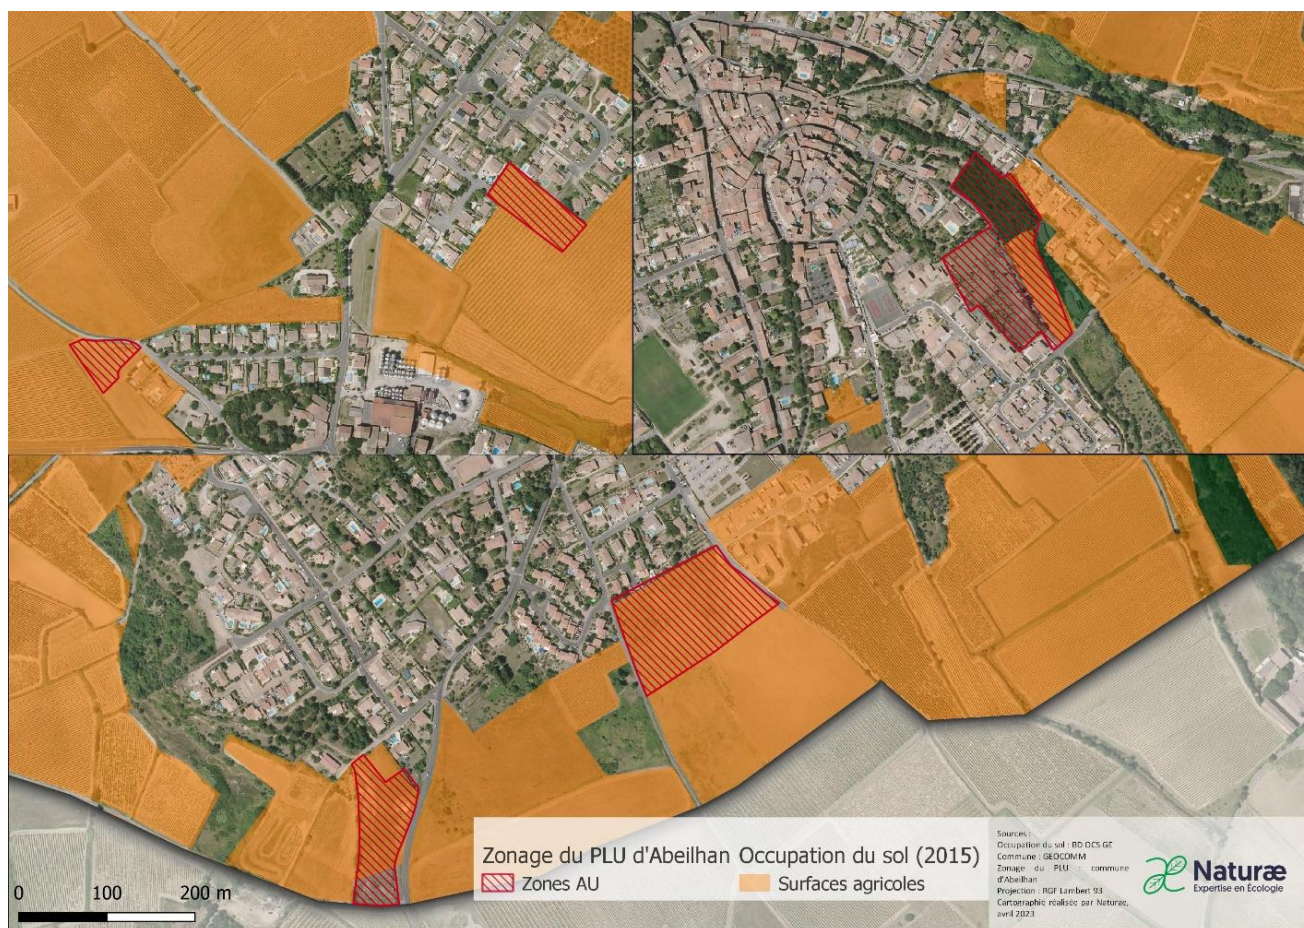 Zonage du PLU d'Abeilhan
Zones AU
Occupation du sol (2015)
Surfaces agricoles
0 100 200 m
Sources :
Occupation du sol : BD OCS GE
Commune : GEOCOMM
Zonage du PLU : commune
d'Abeilhan
Projection : RGF Lambert 93
Cartographie réalisée par Naturae,
avril 2023
Naturæ
Expertise en Écologie